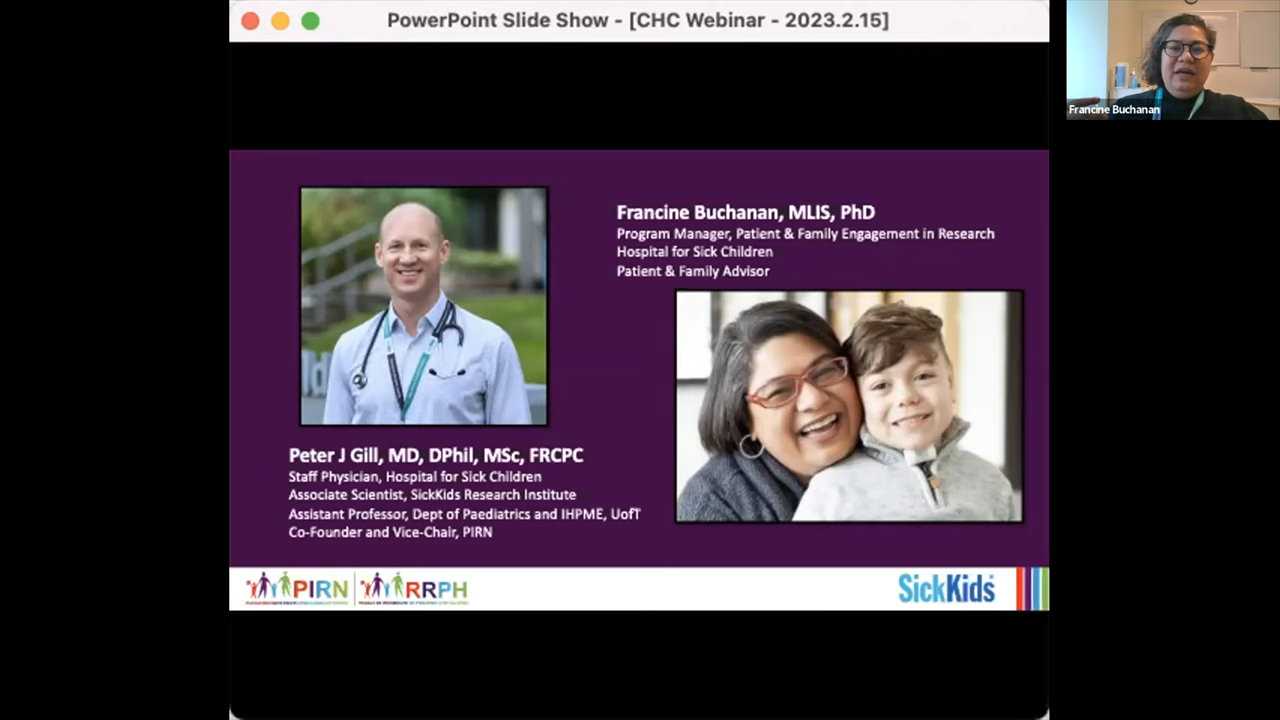 PowerPoint Slide Show - [CHC Webinar - 2023.2.15]
Francine Buchanan
Francine Buchanan, MLIS, PhD
Program Manager, Patient & Family Engagement in Research
Hospital for Sick Children
Patient & Family Advisor
Peter J Gill, MD, DPhil, MSc, FRCPC
Staff Physician, Hospital for Sick Children
Associate Scientist, SickKids Research Institute
Assistant Professor, Dept of Paediatrics and IHPME, UofT
Co-Founder and Vice-Chair, PIRN
PIRN
RRPH
SickKids